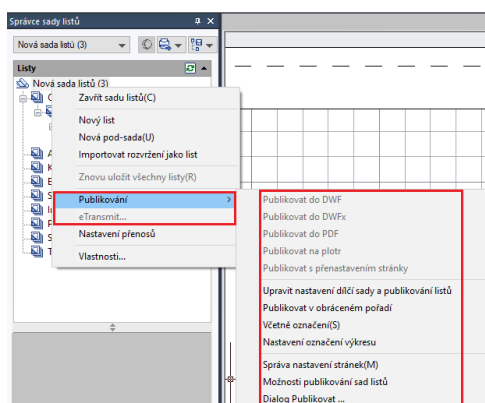 Správce sady listů
Nová sada listů (3)
Listy
Nová sada listů (3)
Zavřít sadu listů(C)
Nový list
Nová pod-sada(U)
Importovat rozvržení jako list
Znovu uložit všechny listy(R)
Publikování
eTransmit...
Nastavení přenosů
Vlastnosti...
Publikovat do DWF
Publikovat do DWFx
Publikovat do PDF
Publikovat na plotr
Publikovat s přenastavením stránky
Upravit nastavení dílčí sady a publikování listů
Publikovat v obráceném pořadí
Včetně označení(S)
Nastavení označení výkresu
Správa nastavení stránek(M)
Možnosti publikování sad listů
Dialog Publikovat ...